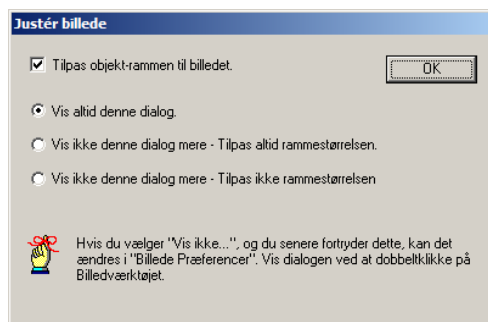 Justér billede
Tilpas objekt-rammen til billedet.
OK
Vis altid denne dialog.
Vis ikke denne dialog mere - Tilpas altid rammestørrelsen.
Vis ikke denne dialog mere - Tilpas ikke rammestørrelsen
Hvis du vælger "Vis ikke...", og du senere fortryder dette, kan det
ændres i "Billede Præferencer". Vis dialogen ved at dobbeltklikke på
Billedværktøjet.